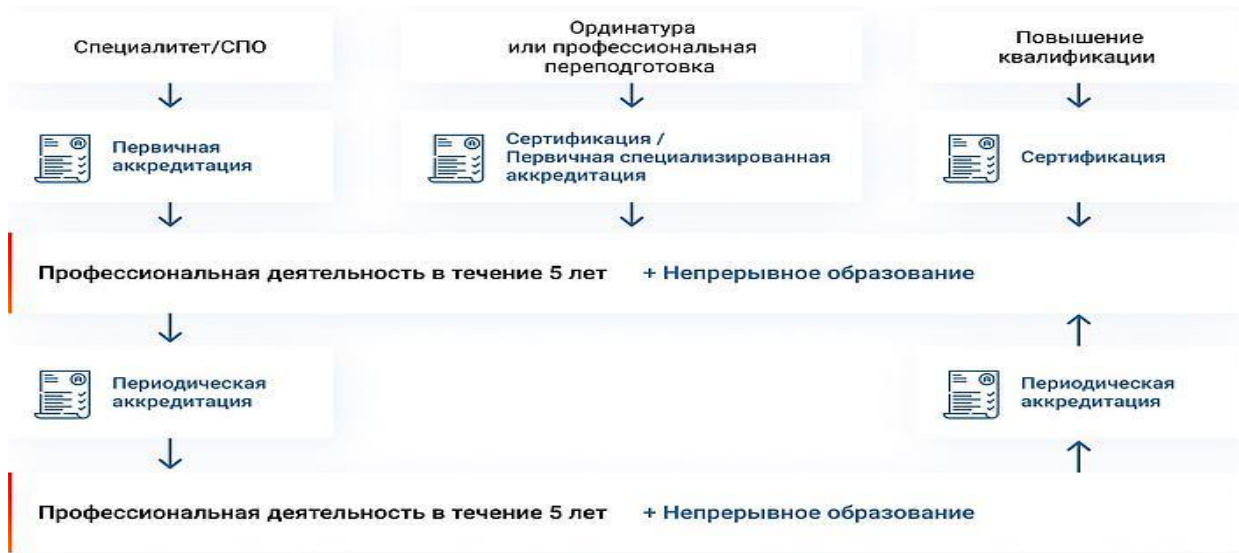 Специалитет/СПО
Ординатура
или профессиональная
переподготовка
Повышение
квалификации
Первичная
аккредитация
Сертификация /
Первичная специализированная
аккредитация
Сертификация
Профессиональная деятельность в течение 5 лет + Непрерывное образование
Периодическая
аккредитация
Периодическая
аккредитация
Профессиональная деятельность в течение 5 лет + Непрерывное образование